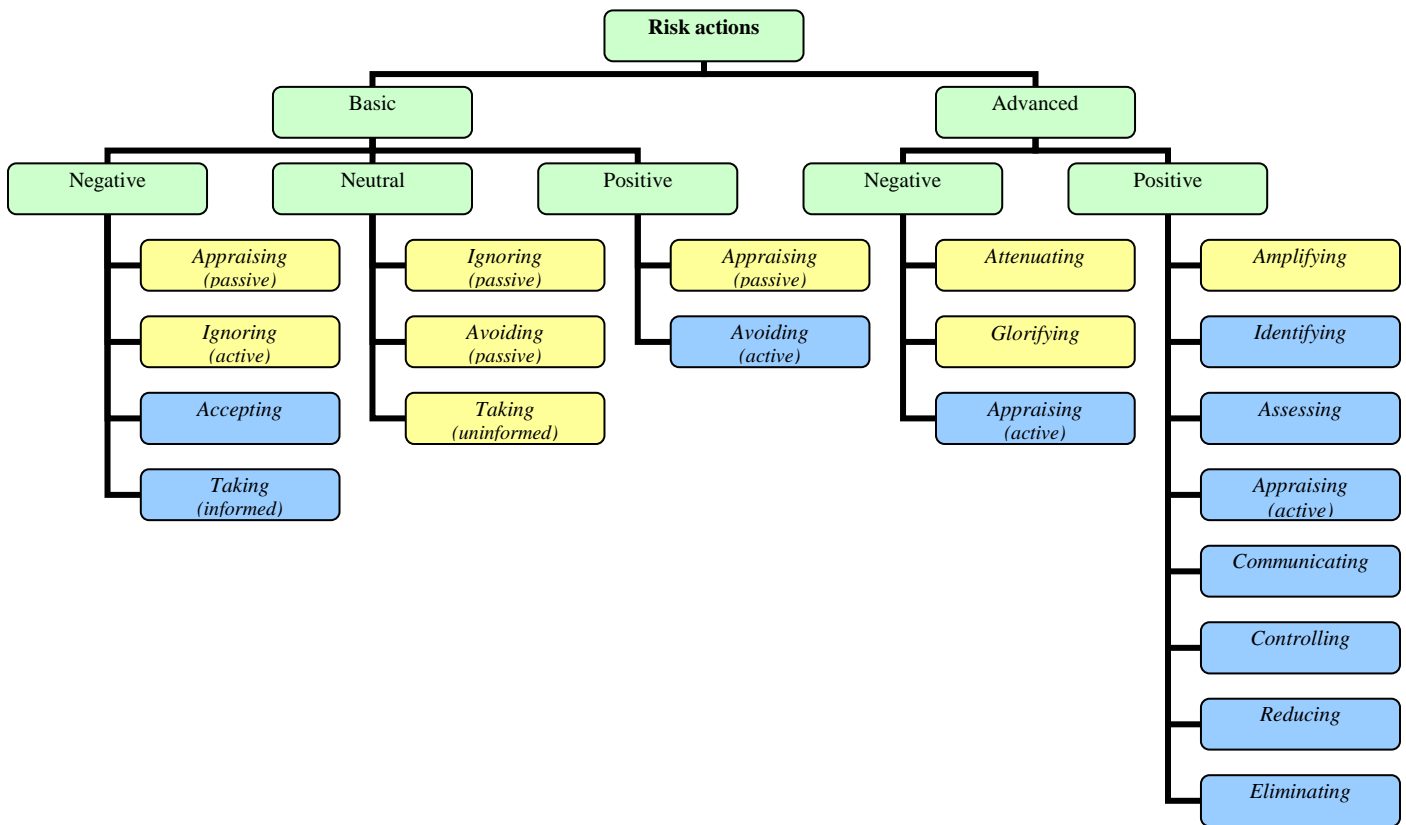 Risk actions
Basic
Advanced
Negative
Neutral
Positive
Negative
Positive
Appraising
(passive)
Ignoring
(active)
Accepting
Taking
(informed)
Ignoring
(passive)
Avoiding
(passive)
Taking
(uninformed)
Appraising
(passive)
Avoiding
(active)
Attenuating
Glorifying
Appraising
(active)
Amplifying
Identifying
Assessing
Appraising
(active)
Communicating
Controlling
Reducing
Eliminating